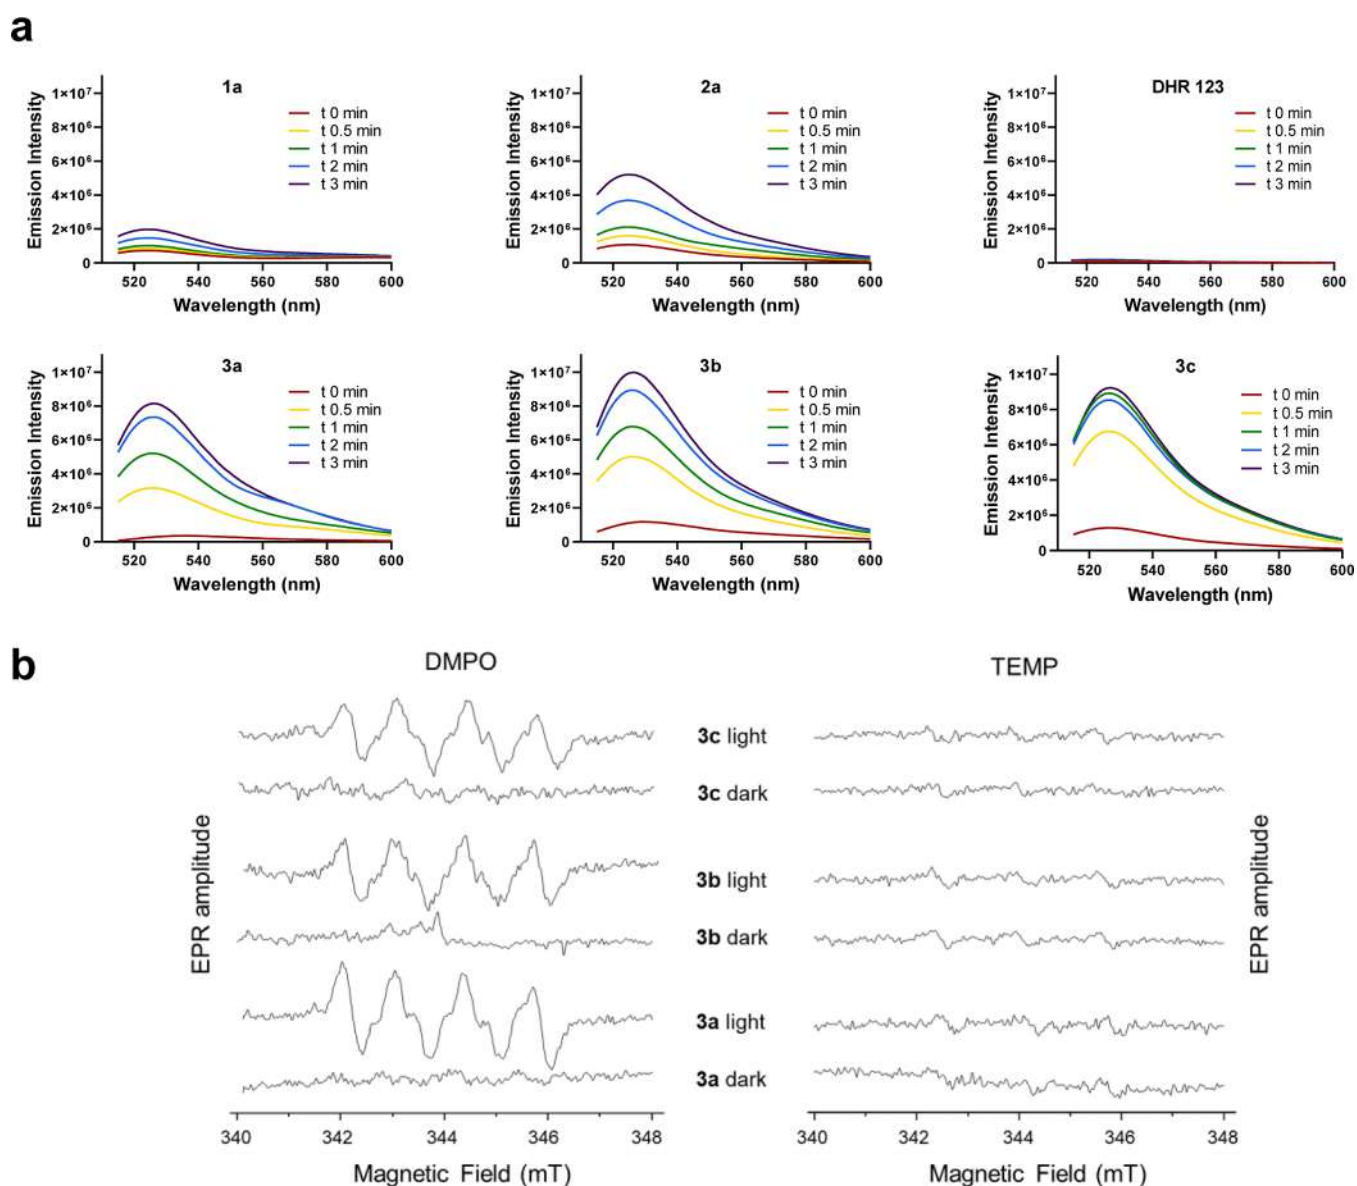 a
1a
1×10⁷
8×10⁶
6×10⁶
4×10⁶
2×10⁶
0
520 540 560 580 600
Emission Intensity
Wavelength (nm)
t 0 min
t 0.5 min
t 1 min
t 2 min
t 3 min
2a
1×10⁷
8×10⁶
6×10⁶
4×10⁶
2×10⁶
0
520 540 560 580 600
Emission Intensity
Wavelength (nm)
t 0 min
t 0.5 min
t 1 min
t 2 min
t 3 min
DHR 123
1×10⁷
8×10⁶
6×10⁶
4×10⁶
2×10⁶
0
520 540 560 580 600
Emission Intensity
Wavelength (nm)
t 0 min
t 0.5 min
t 1 min
t 2 min
t 3 min
3a
1×10⁷
8×10⁶
6×10⁶
4×10⁶
2×10⁶
0
520 540 560 580 600
Emission Intensity
Wavelength (nm)
t 0 min
t 0.5 min
t 1 min
t 2 min
t 3 min
3b
1×10⁷
8×10⁶
6×10⁶
4×10⁶
2×10⁶
0
520 540 560 580 600
Emission Intensity
Wavelength (nm)
t 0 min
t 0.5 min
t 1 min
t 2 min
t 3 min
3c
1×10⁷
8×10⁶
6×10⁶
4×10⁶
2×10⁶
0
520 540 560 580 600
Emission Intensity
Wavelength (nm)
t 0 min
t 0.5 min
t 1 min
t 2 min
t 3 min
b
DMPO
TEMP
3c light
3c dark
3b light
3b dark
3a light
3a dark
EPR amplitude
EPR amplitude
340 342 344 346 348
Magnetic Field (mT)
340 342 344 346 348
Magnetic Field (mT)